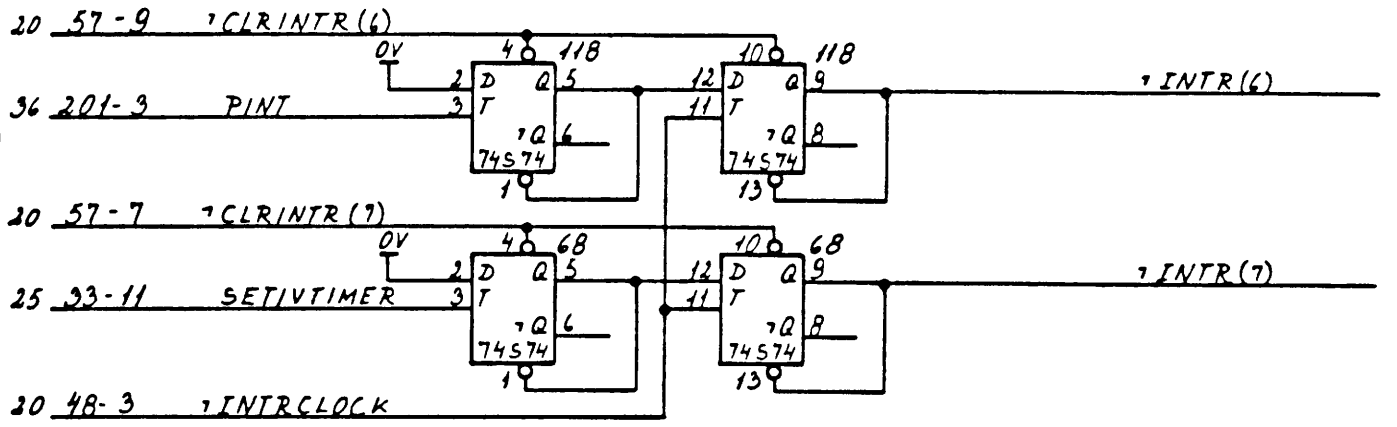 20 57-9 ¬CLRINTR(6)
0V 4 118 10 118
2 D Q 5 12 D Q 9 ¬INTR(6)
36 201-3 PINT 3 T 11 T
¬Q 6 ¬Q 8
74S74 74S74
1 13
20 57-7 ¬CLRINTR(7)
0V 4 68 10 68
2 D Q 5 12 D Q 9 ¬INTR(7)
25 33-11 SETIVTIMER 3 T 11 T
¬Q 6 ¬Q 8
74S74 74S74
1 13
20 48-3 ¬INTRCLOCK